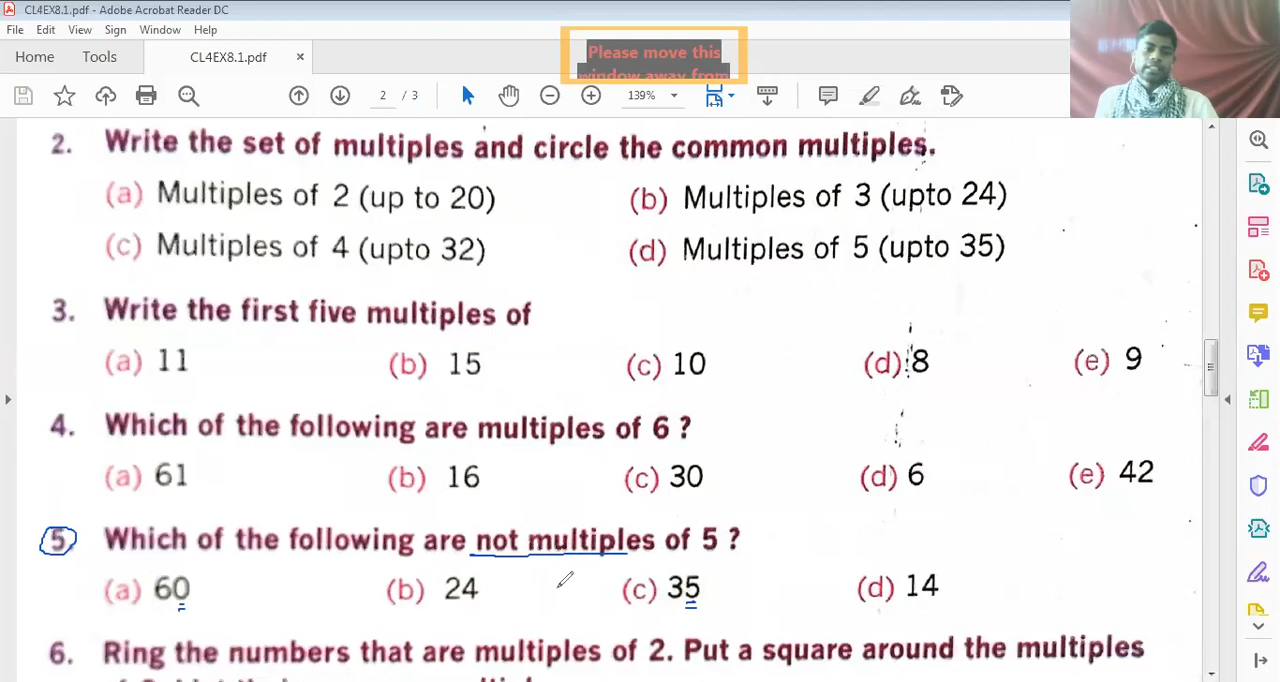 CL4EX8.1.pdf - Adobe Acrobat Reader DC
File Edit View Sign Window Help
Home Tools CL4EX8.1.pdf ×
Please move this
window away from
2 / 3 139%
2. Write the set of multiples and circle the common multiples.
(a) Multiples of 2 (up to 20) (b) Multiples of 3 (upto 24)
(c) Multiples of 4 (upto 32) (d) Multiples of 5 (upto 35)
3. Write the first five multiples of
(a) 11 (b) 15 (c) 10 (d) 8 (e) 9
4. Which of the following are multiples of 6 ?
(a) 61 (b) 16 (c) 30 (d) 6 (e) 42
5. Which of the following are not multiples of 5 ?
(a) 60 (b) 24 (c) 35 (d) 14
6. Ring the numbers that are multiples of 2. Put a square around the multiples